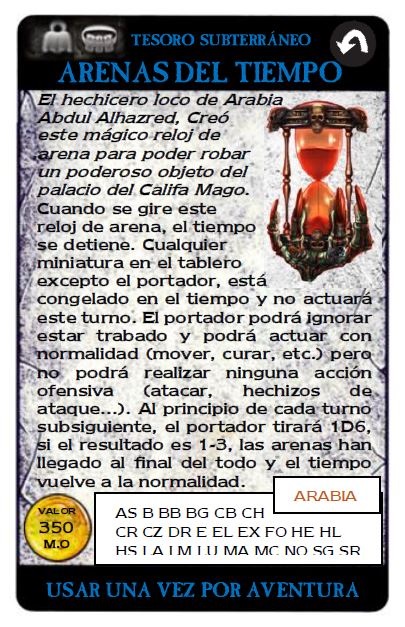 TESORO SUBTERRÁNEO
ARENAS DEL TIEMPO
El hechicero loco de Arabia
Abdul Alhazred, Creó
este mágico reloj de
arena para poder robar
un poderoso objeto del
palacio del Califa Mago.
Cuando se gire este
reloj de arena, el tiempo
se detiene. Cualquier
miniatura en el tablero
excepto el portador, está
congelado en el tiempo y no actuará
este turno. El portador podrá ignorar
estar trabado y podrá actuar con
normalidad (mover, curar, etc.) pero
no podrá realizar ninguna acción
ofensiva (atacar, hechizos de
ataque...). Al principio de cada turno
subsiguiente, el portador tirará 1D6,
si el resultado es 1-3, las arenas han
llegado al final del todo y el tiempo
vuelve a la normalidad.
ARABIA
VALOR
350
M.O
AS B BB BG CB CH
CR CZ DR E EL EX FO HE HL
HS LA LM LU MA MC NO SG SR
USAR UNA VEZ POR AVENTURA